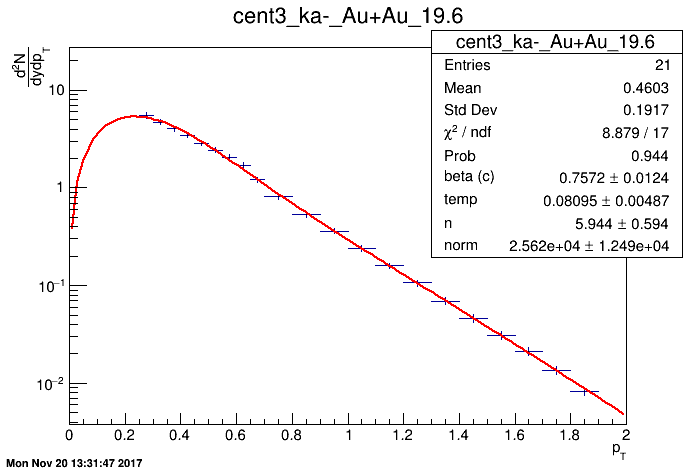 cent3_ka-_Au+Au_19.6
cent3_ka-_Au+Au_19.6
Entries 21
Mean 0.4603
Std Dev 0.1917
χ² / ndf 8.879 / 17
Prob 0.944
beta (c) 0.7572 ± 0.0124
temp 0.08095 ± 0.00487
n 5.944 ± 0.594
norm 2.562e+04 ± 1.249e+04
d²N
dydp_T
10
1
10⁻¹
10⁻²
0 0.2 0.4 0.6 0.8 1 1.2 1.4 1.6 1.8 2
p_T
Mon Nov 20 13:31:47 2017